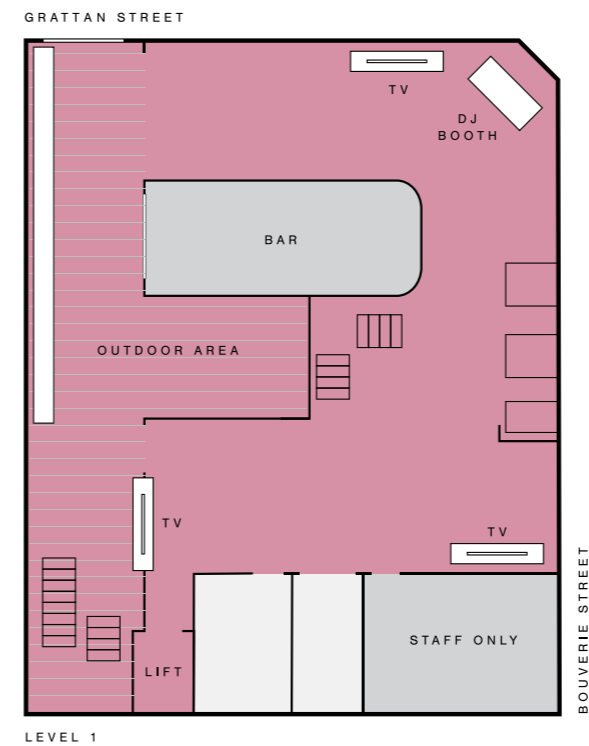 GRATTAN STREET
TV
DJ
BOOTH
BAR
OUTDOOR AREA
TV
TV
STAFF ONLY
LIFT
BOUVERIE STREET
LEVEL 1